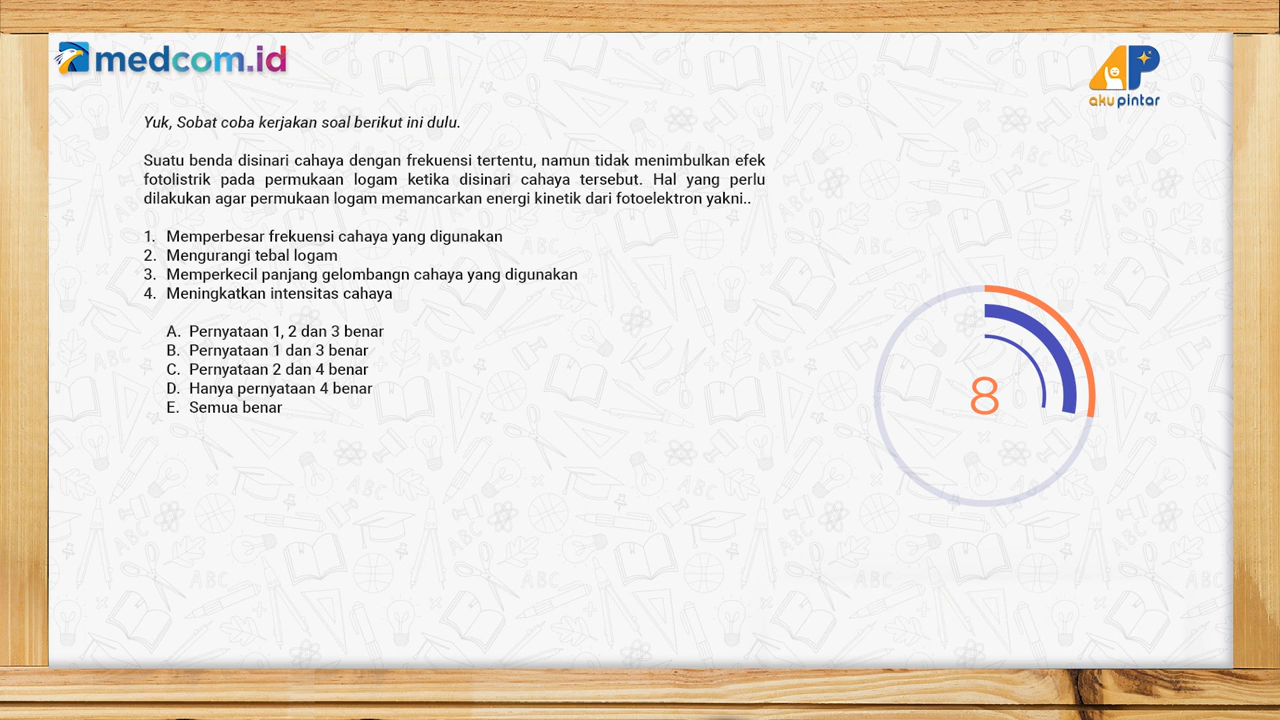 medcom.id
AP
aku pintar
Yuk, Sobat coba kerjakan soal berikut ini dulu.
Suatu benda disinari cahaya dengan frekuensi tertentu, namun tidak menimbulkan efek
fotolistrik pada permukaan logam ketika disinari cahaya tersebut. Hal yang perlu
dilakukan agar permukaan logam memancarkan energi kinetik dari fotoelektron yakni..
1. Memperbesar frekuensi cahaya yang digunakan
2. Mengurangi tebal logam
3. Memperkecil panjang gelombangn cahaya yang digunakan
4. Meningkatkan intensitas cahaya
A. Pernyataan 1, 2 dan 3 benar
B. Pernyataan 1 dan 3 benar
C. Pernyataan 2 dan 4 benar
D. Hanya pernyataan 4 benar
E. Semua benar
8